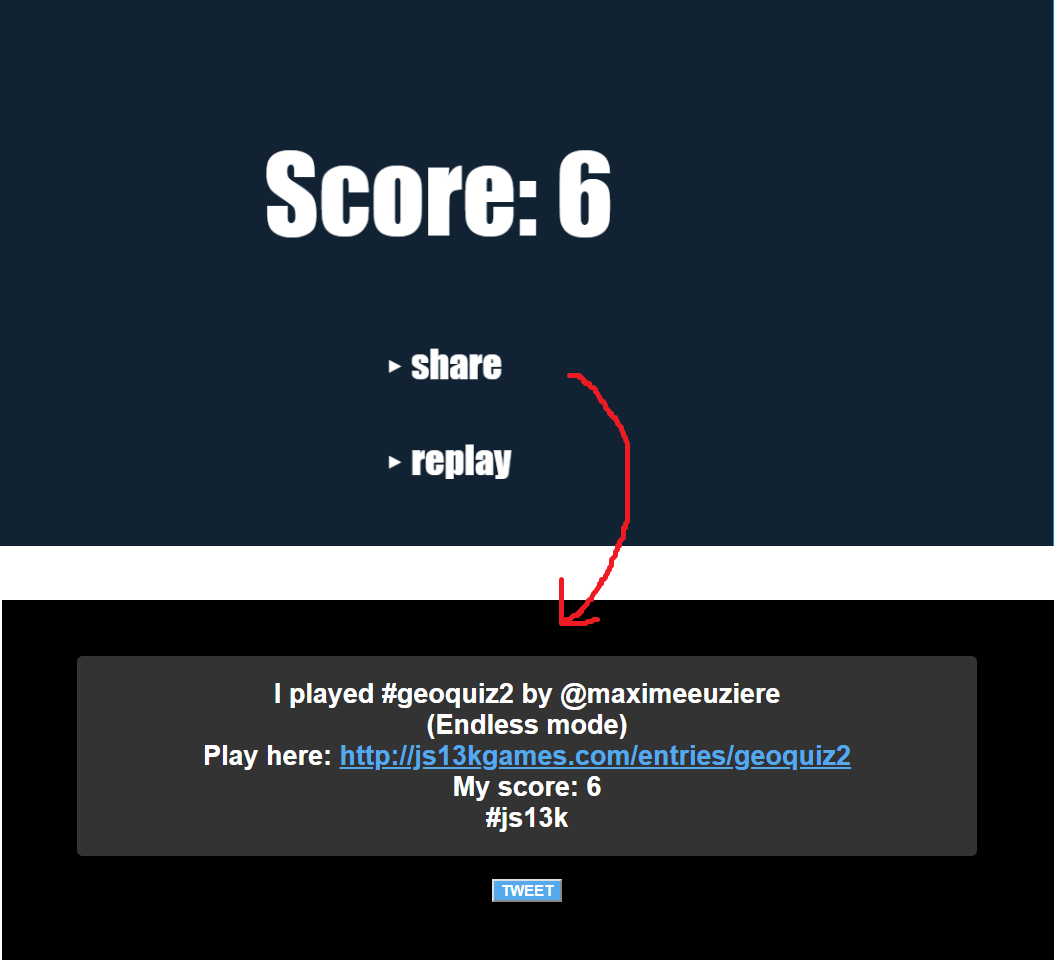 Score: 6
▸ share
▸ replay
I played #geoquiz2 by @maximeeuziere
(Endless mode)
Play here: http://js13kgames.com/entries/geoquiz2
My score: 6
#js13k
TWEET